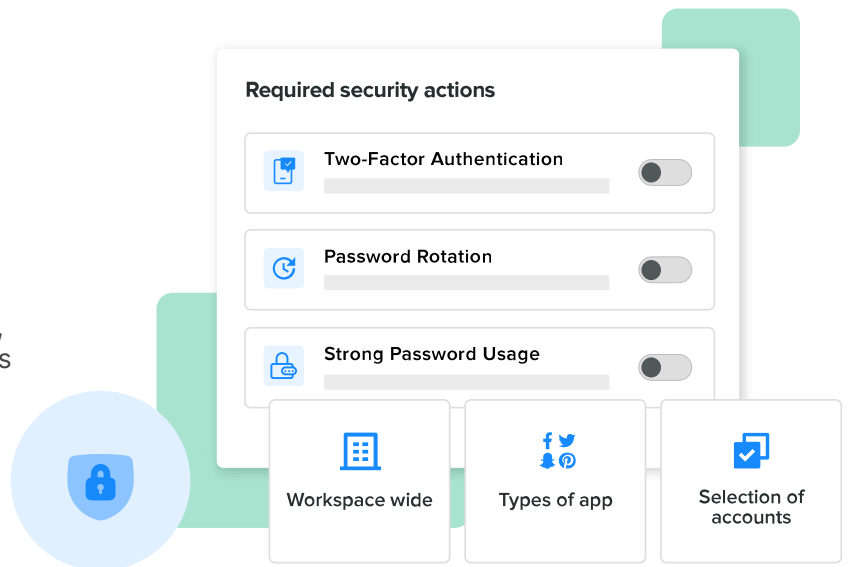 Required security actions
Two-Factor Authentication
Password Rotation
Strong Password Usage
Workspace wide
Types of app
Selection of
accounts